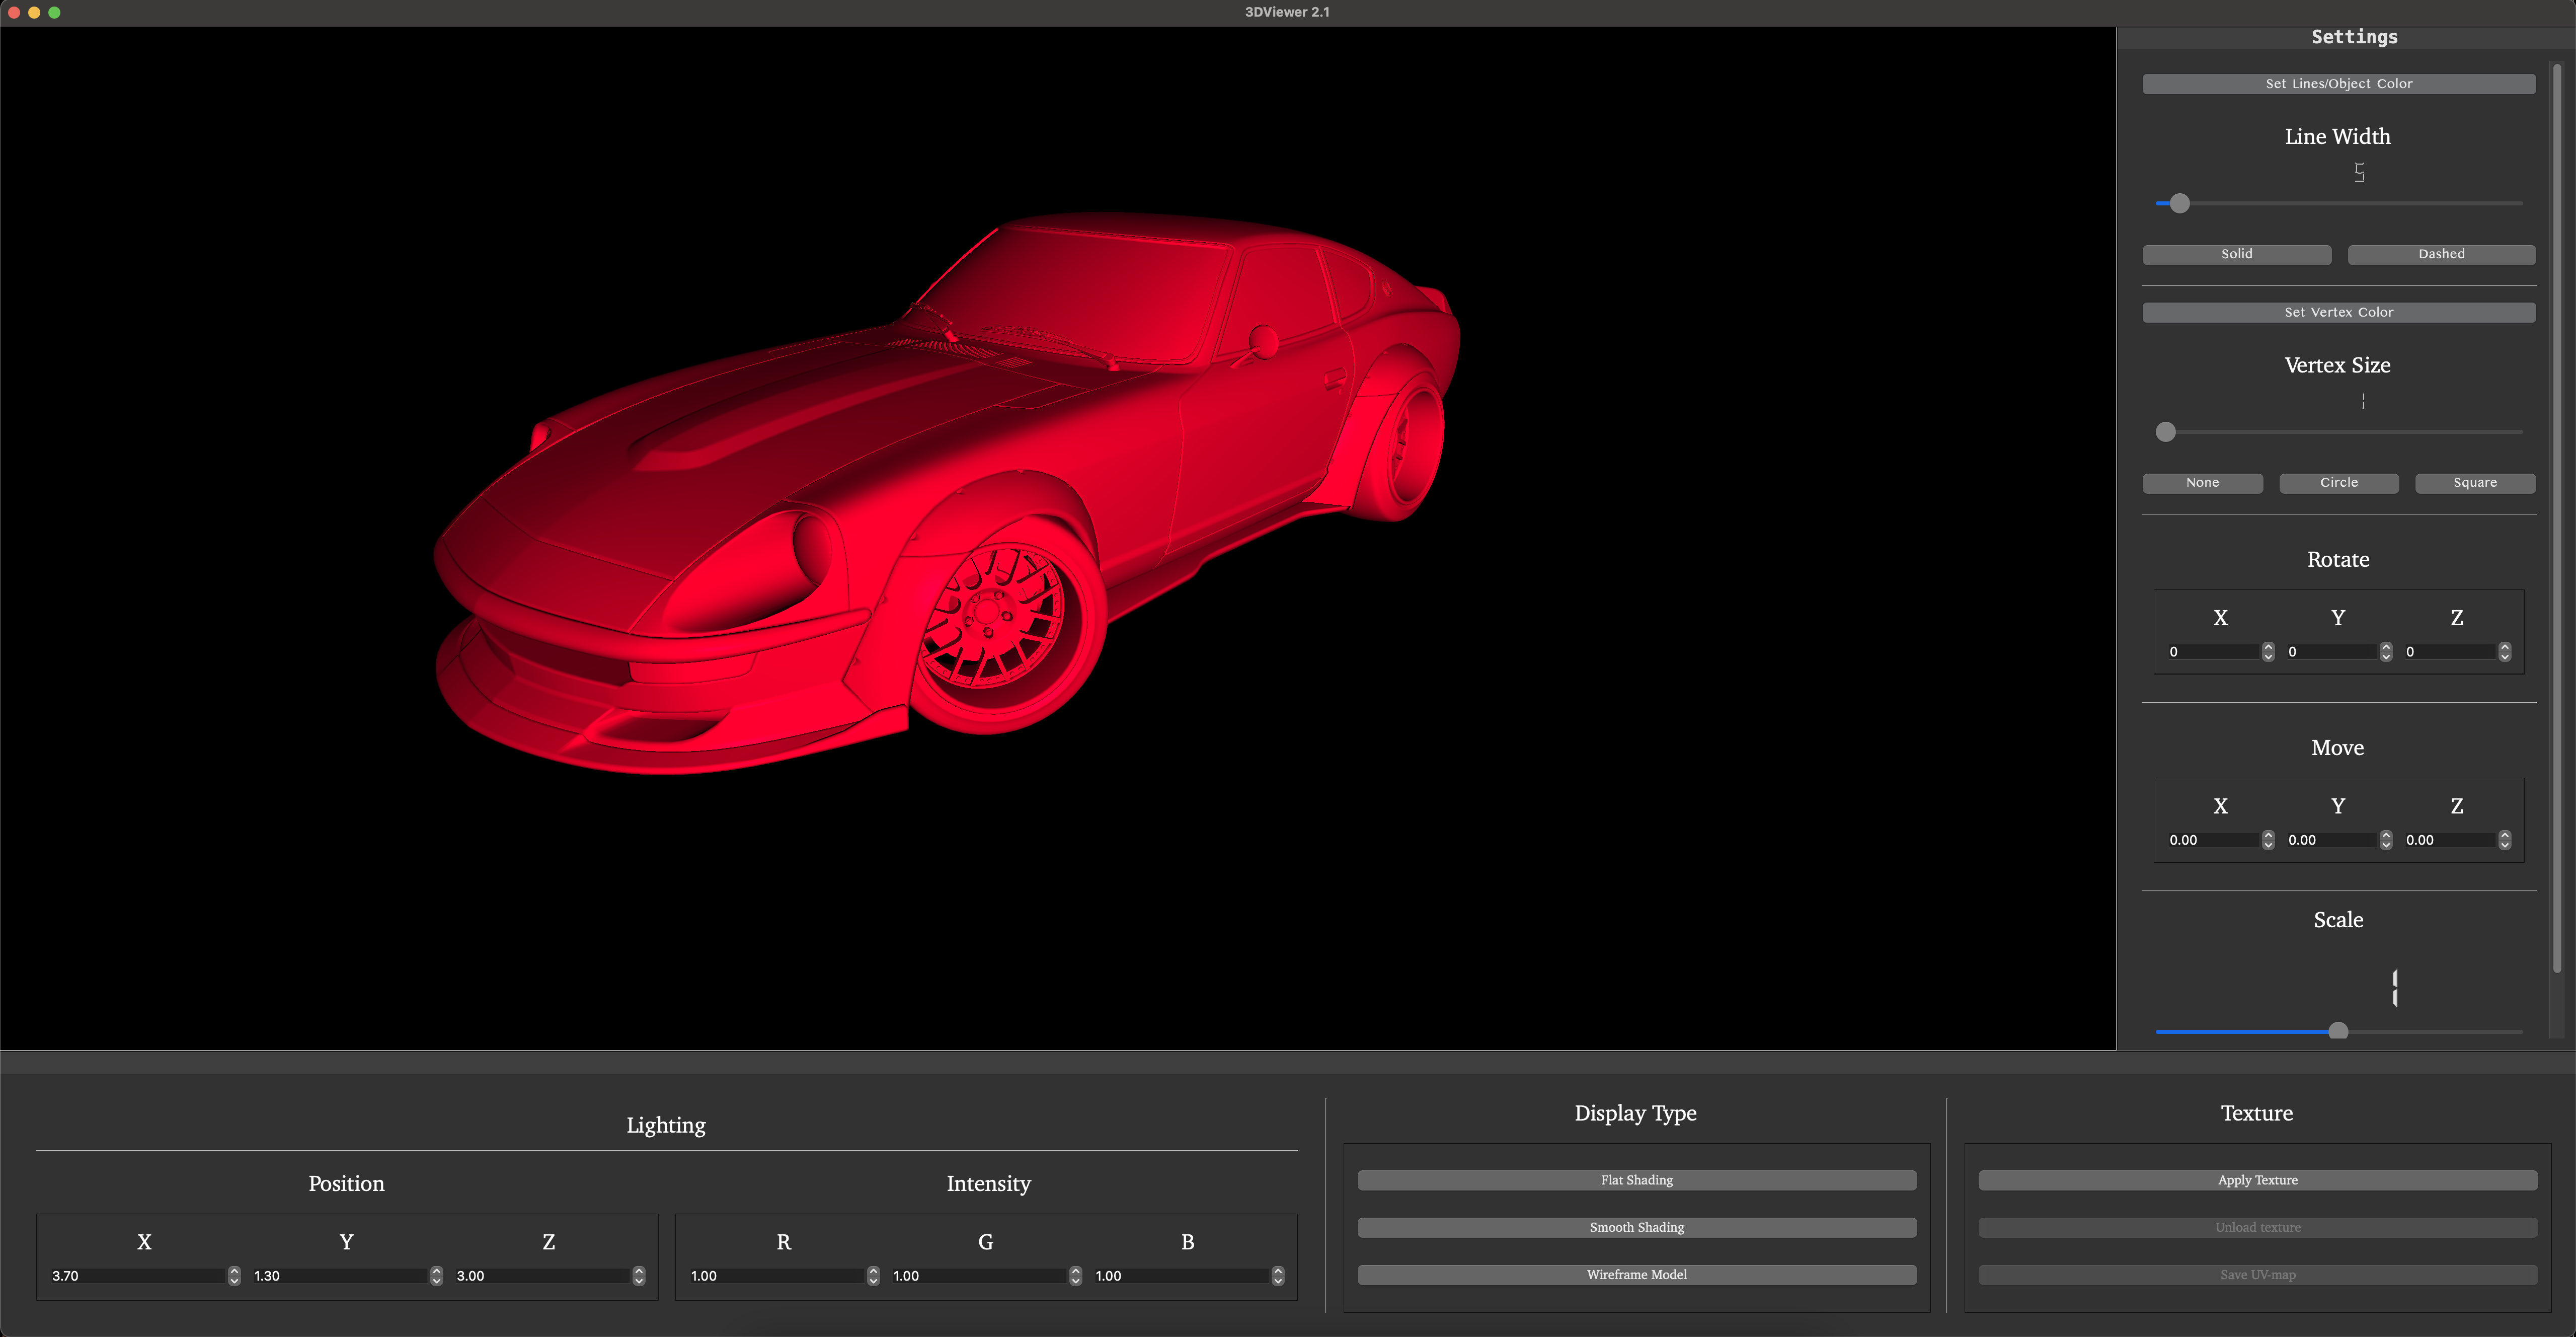 3DViewer 2.1
Settings
Set Lines/Object Color
Line Width
5
Solid Dashed
Set Vertex Color
Vertex Size
1
None Circle Square
Rotate
X Y Z
0 0 0
Move
X Y Z
0.00 0.00 0.00
Scale
1
Lighting
Position
X Y Z
3.70 1.30 3.00
Intensity
R G B
1.00 1.00 1.00
Display Type
Flat Shading
Smooth Shading
Wireframe Model
Texture
Apply Texture
Unload texture
Save UV-map